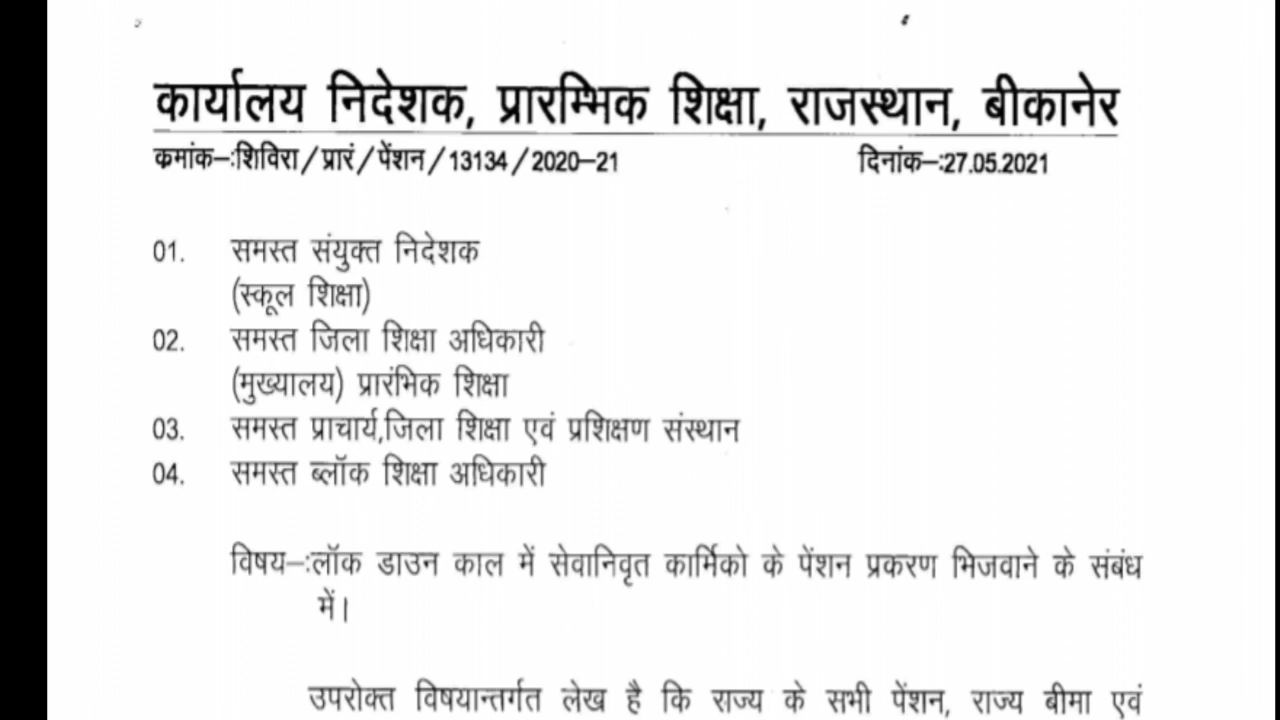 कार्यालय निदेशक, प्रारम्भिक शिक्षा, राजस्थान, बीकानेर
क्रमांक–:शिविरा/प्रारं/पेंशन/13134/2020–21 दिनांक–:27.05.2021
01. समस्त संयुक्त निदेशक
(स्कूल शिक्षा)
02. समस्त जिला शिक्षा अधिकारी
(मुख्यालय) प्रारंभिक शिक्षा
03. समस्त प्राचार्य,जिला शिक्षा एवं प्रशिक्षण संस्थान
04. समस्त ब्लॉक शिक्षा अधिकारी
विषय–:लॉक डाउन काल में सेवानिवृत कार्मिको के पेंशन प्रकरण भिजवाने के संबंध
में।
उपरोक्त विषयान्तर्गत लेख है कि राज्य के सभी पेंशन, राज्य बीमा एवं